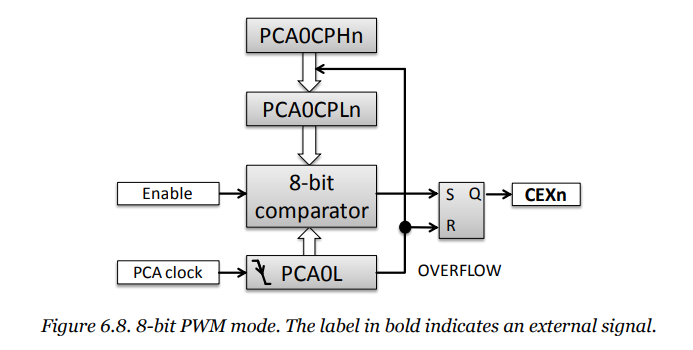 PCA0CPHn
PCA0CPLn
Enable
8-bit
comparator
S Q
CEXn
R
PCA clock
PCA0L
OVERFLOW
Figure 6.8. 8-bit PWM mode. The label in bold indicates an external signal.